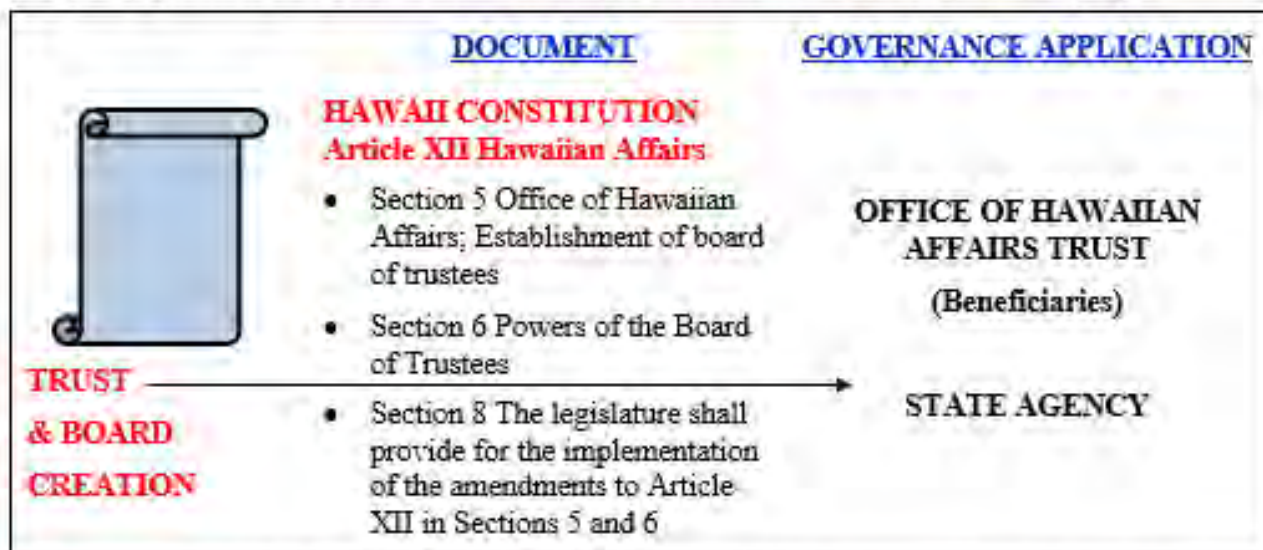 DOCUMENT
GOVERNANCE APPLICATION
HAWAII CONSTITUTION
Article XII Hawaiian Affairs
• Section 5 Office of Hawaiian
Affairs; Establishment of board
of trustees
• Section 6 Powers of the Board
of Trustees
• Section 8 The legislature shall
provide for the implementation
of the amendments to Article
XII in Sections 5 and 6
TRUST
& BOARD
CREATION
OFFICE OF HAWAIIAN
AFFAIRS TRUST
(Beneficiaries)
STATE AGENCY